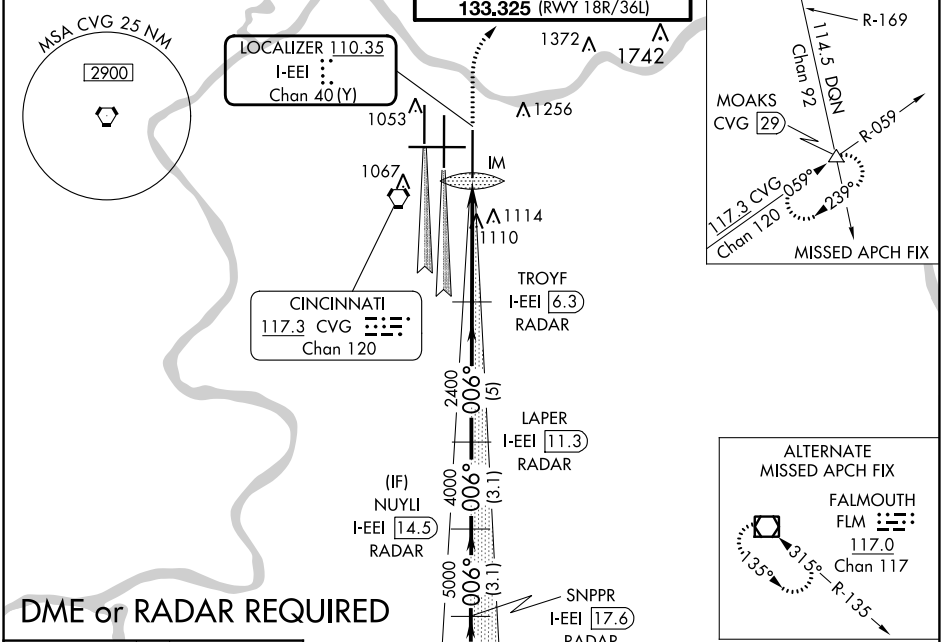 133.325 (RWY 18R/36L)
MSA CVG 25 NM
2900
LOCALIZER 110.35
I-EEI
Chan 40 (Y)
1372
1742
1053
1256
IM
1067
1114
1110
CINCINNATI
117.3 CVG
Chan 120
TROYF
I-EEI 6.3
RADAR
2400
006°
(5)
LAPER
I-EEI 11.3
RADAR
4000
006°
(3.1)
(IF)
NUYLI
I-EEI 14.5
RADAR
5000
006°
(3.1)
SNPPR
I-EEI 17.6
RADAR
DME or RADAR REQUIRED
R-169
114.5 DQN
Chan 92
MOAKS
CVG 29
R-059
059°
239°
117.3 CVG
Chan 120
MISSED APCH FIX
ALTERNATE
MISSED APCH FIX
FALMOUTH
FLM
117.0
Chan 117
135°
315°
R-135